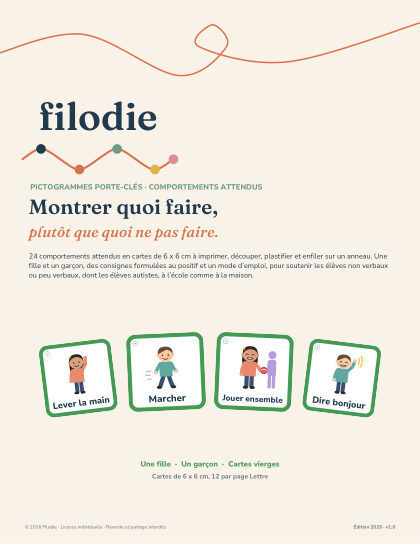 filodie
PICTOGRAMMES PORTE-CLÉS · COMPORTEMENTS ATTENDUS
Montrer quoi faire,
plutôt que quoi ne pas faire.
24 comportements attendus en cartes de 6 x 6 cm à imprimer, découper, plastifier et enfiler sur un anneau. Une
fille et un garçon, des consignes formulées au positif et un mode d'emploi, pour soutenir les élèves non verbaux
ou peu verbaux, dont les élèves autistes, à l'école comme à la maison.
Lever la main
Marcher
Jouer ensemble
Dire bonjour
Une fille · Un garçon · Cartes vierges
Cartes de 6 x 6 cm, 12 par page Lettre
© 2026 Filodie · Licence individuelle · Revente et partage interdits
Édition 2026 · v1.0